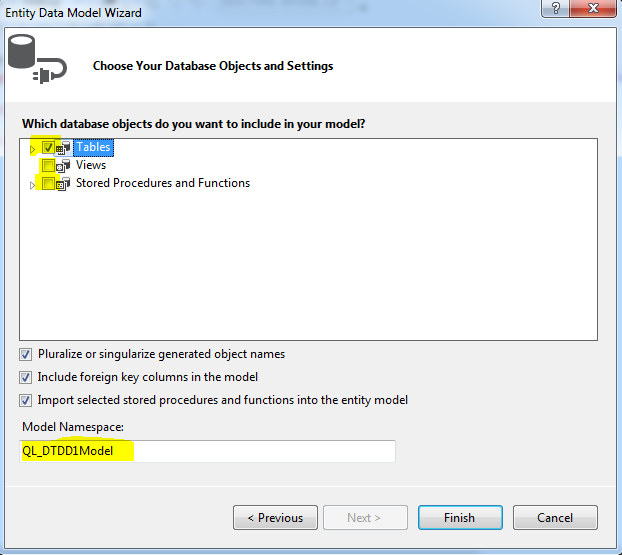 Entity Data Model Wizard
?
Choose Your Database Objects and Settings
Which database objects do you want to include in your model?
Tables
Views
Stored Procedures and Functions
Pluralize or singularize generated object names
Include foreign key columns in the model
Import selected stored procedures and functions into the entity model
Model Namespace:
QL_DTDD1Model
< Previous
Next >
Finish
Cancel